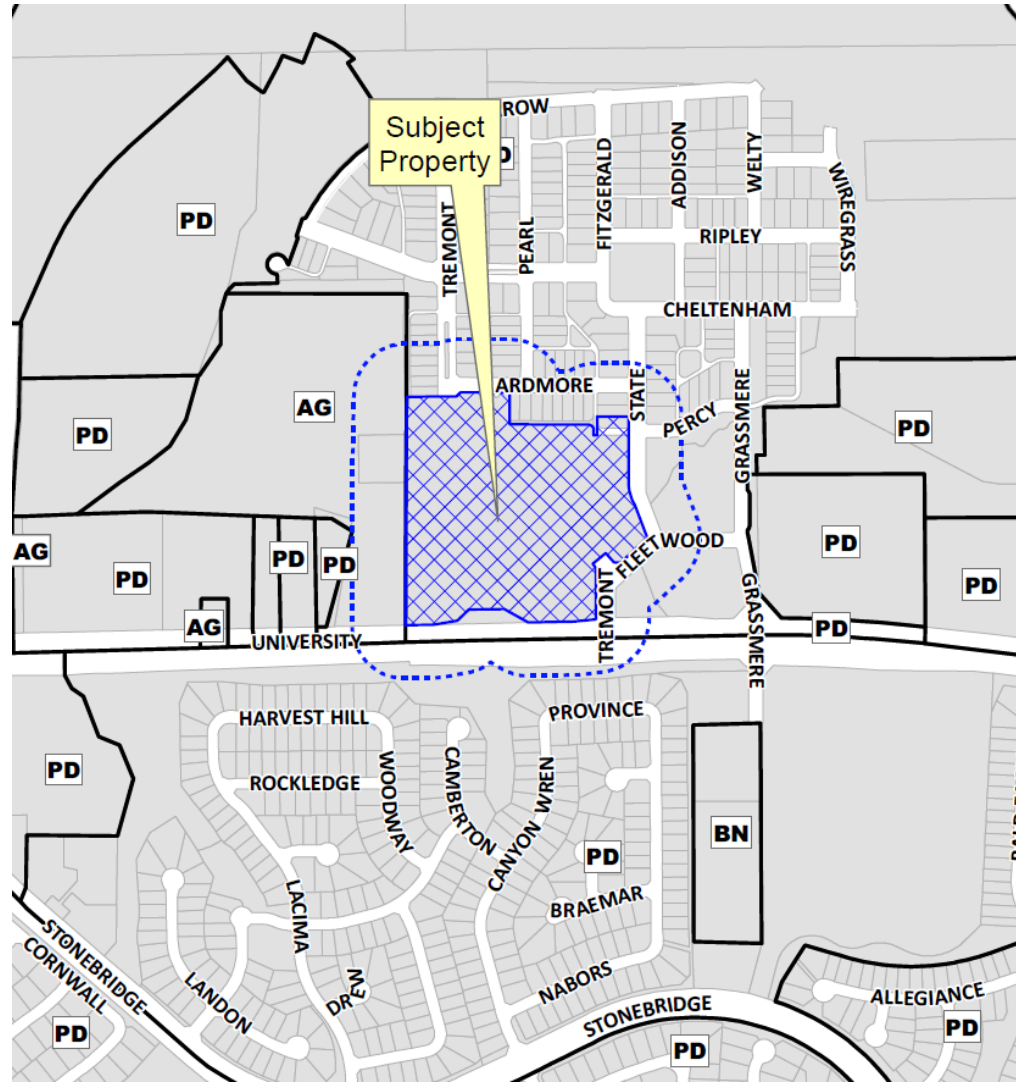 Subject
Property
ROW
PD
TREMONT
PEARL
FITZGERALD
ADDISON
WELTY
WIREGRASS
RIPLEY
CHELTENHAM
AG
PD
ARDMORE
STATE
PERCY
GRASSMERE
PD
AG
PD
PD
PD
AG
UNIVERSITY
TREMONT
FLEETWOOD
GRASSMERE
PD
PD
PD
HARVEST HILL
ROCKLEDGE
WOODWAY
CAMBERTON
CANYON WREN
PROVINCE
PD
BRAEMAR
NABORS
BN
PD
LACIMA
DREW
LANDON
STONEBRIDGE
CORNWALL
PD
STONEBRIDGE
PD
ALLEGIANCE
PD